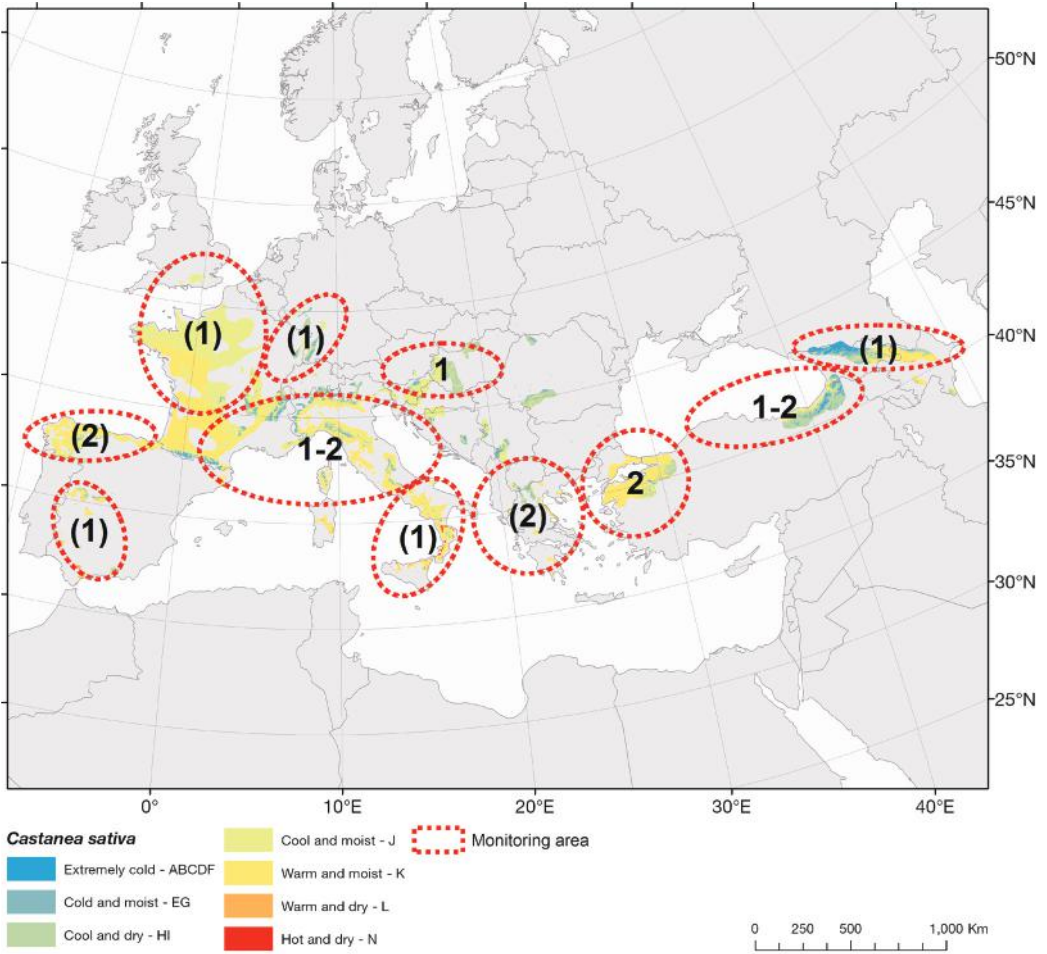 50°N
45°N
40°N
35°N
30°N
25°N
(1)
(1)
1
(1)
(2)
1-2
1-2
(1)
(1)
(2)
2
0°
10°E
20°E
30°E
40°E
Castanea sativa
Extremely cold - ABCDF
Cold and moist - EG
Cool and dry - HI
Cool and moist - J
Warm and moist - K
Warm and dry - L
Hot and dry - N
Monitoring area
0 250 500 1,000 Km